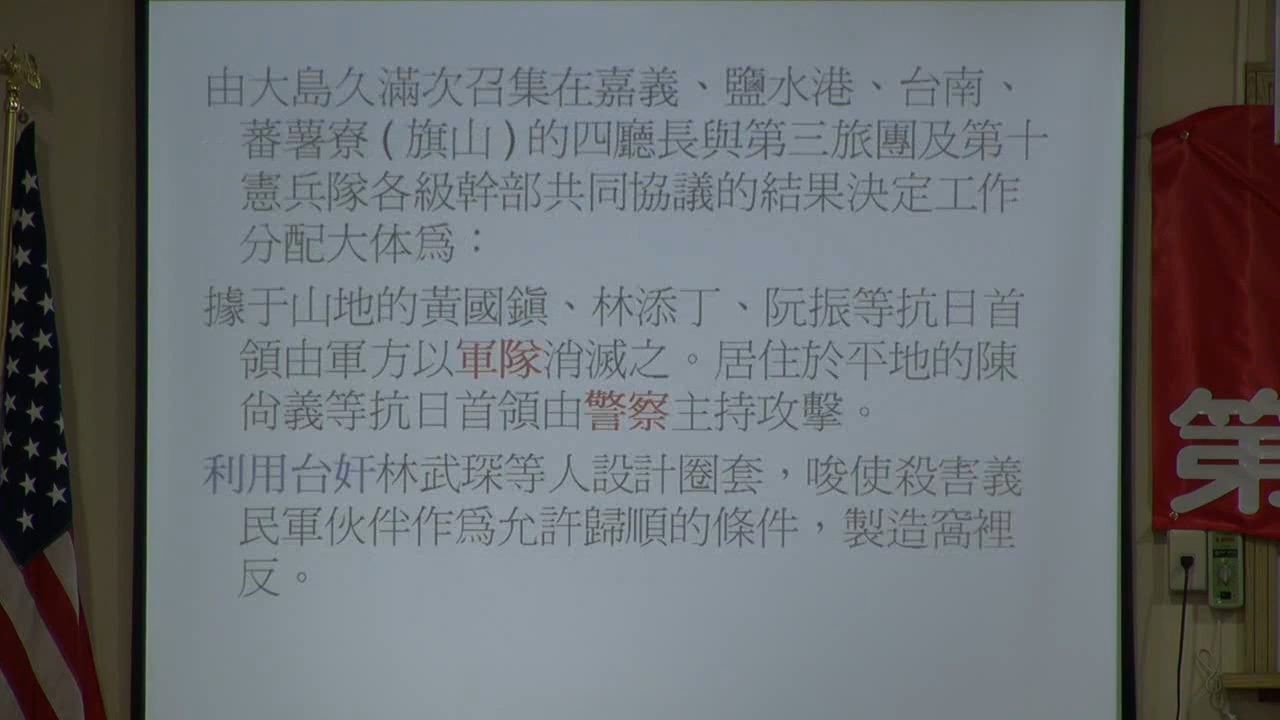 由大島久滿次召集在嘉義、鹽水港、台南、
蕃薯寮(旗山)的四廳長與第三旅團及第十
憲兵隊各級幹部共同協議的結果決定工作
分配大体為：
據于山地的黃國鎮、林添丁、阮振等抗日首
領由軍方以軍隊消滅之。居住於平地的陳
尚義等抗日首領由警察主持攻擊。
利用台奸林武琛等人設計圈套，唆使殺害義
民軍伙伴作為允許歸順的條件，製造窩裡
反。
第